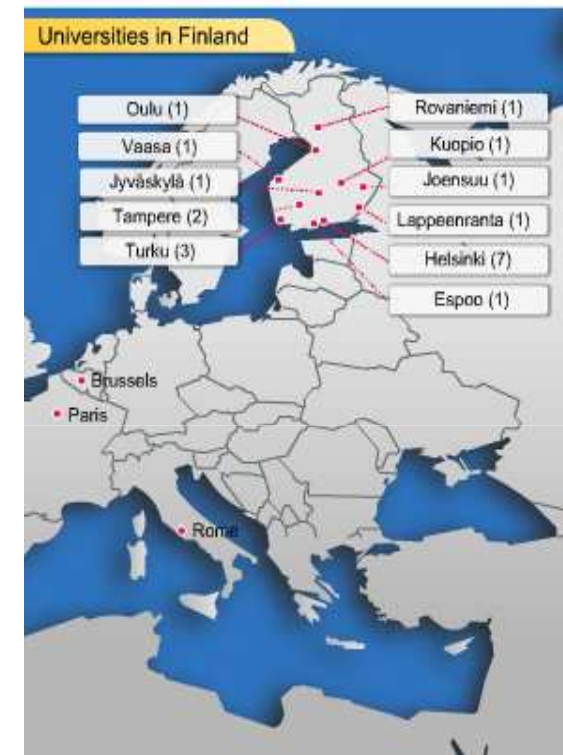 Universities in Finland
Oulu (1)
Vaasa (1)
Jyväskylä (1)
Tampere (2)
Turku (3)
Rovaniemi (1)
Kuopio (1)
Joensuu (1)
Lappeenranta (1)
Helsinki (7)
Espoo (1)
Brussels
Paris
Rome